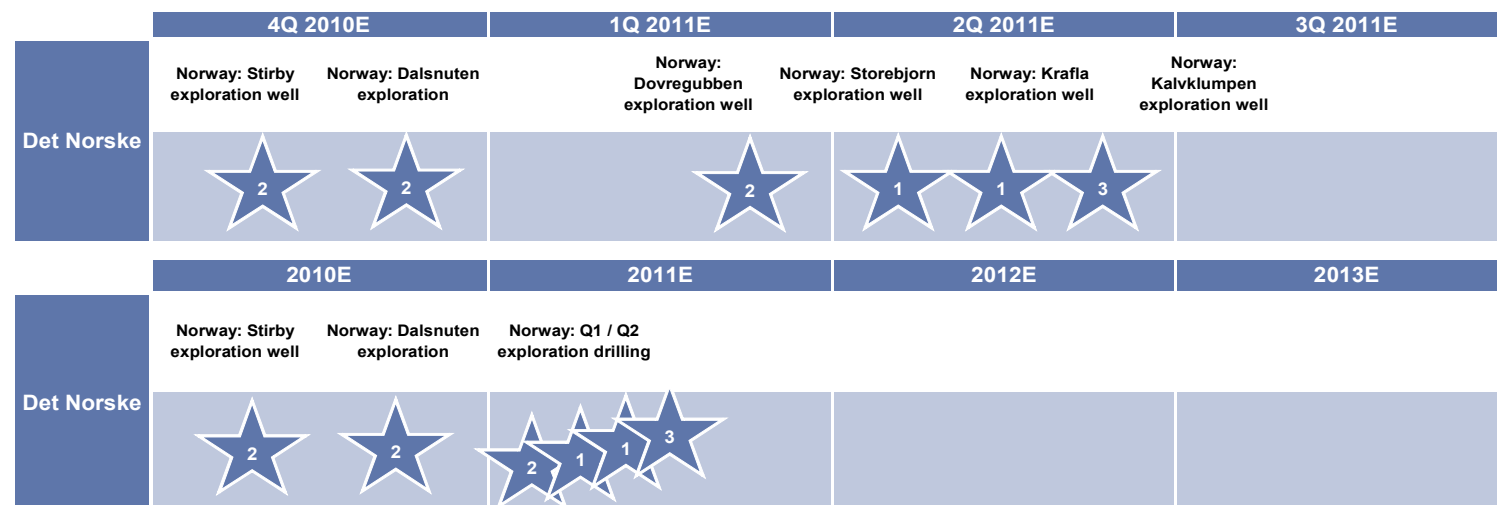 4Q 2010E
1Q 2011E
2Q 2011E
3Q 2011E
Det Norske
Norway: Stirby
exploration well
Norway: Dalsnuten
exploration
Norway:
Dovregubben
exploration well
Norway: Storebjorn
exploration well
Norway: Krafla
exploration well
Norway:
Kalvklumpen
exploration well
2
2
2
1
1
3
2010E
2011E
2012E
2013E
Det Norske
Norway: Stirby
exploration well
Norway: Dalsnuten
exploration
Norway: Q1 / Q2
exploration drilling
2
2
2
1
1
3